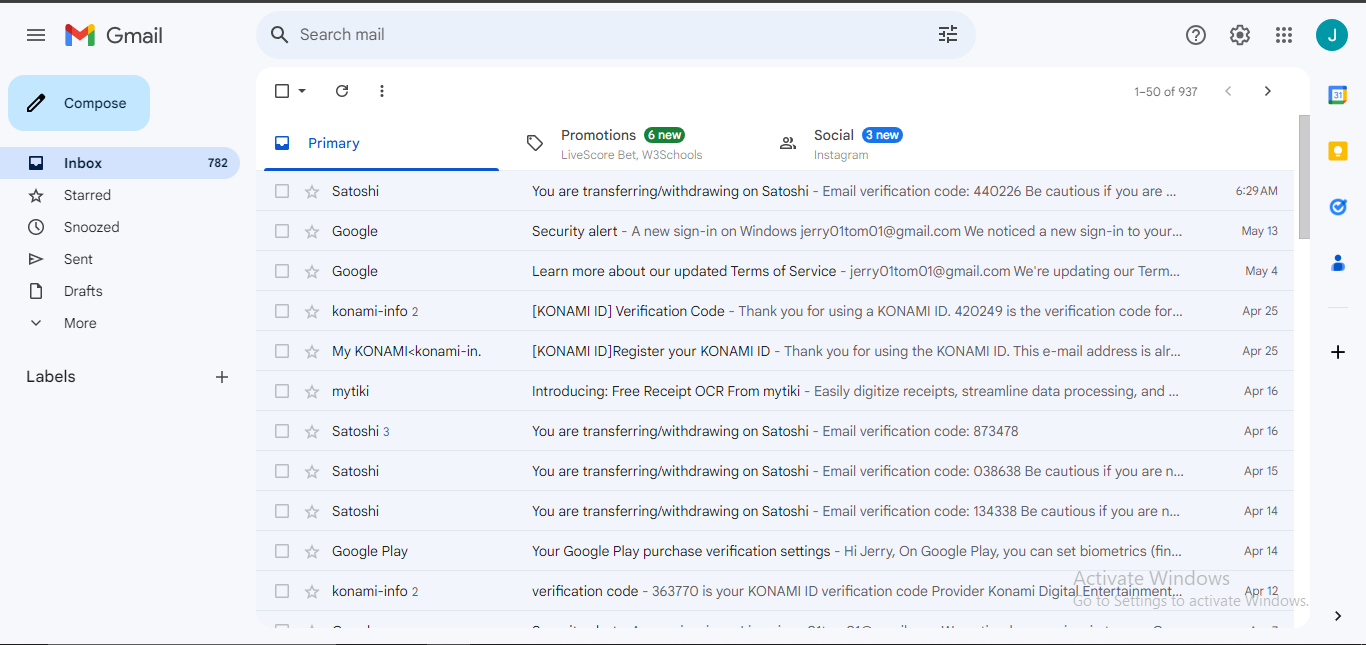 Gmail
Search mail
J
Compose
1–50 of 937
31
Primary
Promotions 6 new
LiveScore Bet, W3Schools
Social 3 new
Instagram
Inbox 782
Starred
Snoozed
Sent
Drafts
More
Labels
Satoshi You are transferring/withdrawing on Satoshi - Email verification code: 440226 Be cautious if you are ... 6:29 AM
Google Security alert - A new sign-in on Windows jerry01tom01@gmail.com We noticed a new sign-in to your... May 13
Google Learn more about our updated Terms of Service - jerry01tom01@gmail.com We're updating our Term... May 4
konami-info 2 [KONAMI ID] Verification Code - Thank you for using a KONAMI ID. 420249 is the verification code for... Apr 25
My KONAMI<konami-in. [KONAMI ID]Register your KONAMI ID - Thank you for using the KONAMI ID. This e-mail address is alr... Apr 25
mytiki Introducing: Free Receipt OCR From mytiki - Easily digitize receipts, streamline data processing, and ... Apr 16
Satoshi 3 You are transferring/withdrawing on Satoshi - Email verification code: 873478 Apr 16
Satoshi You are transferring/withdrawing on Satoshi - Email verification code: 038638 Be cautious if you are n... Apr 15
Satoshi You are transferring/withdrawing on Satoshi - Email verification code: 134338 Be cautious if you are n... Apr 14
Google Play Your Google Play purchase verification settings - Hi Jerry, On Google Play, you can set biometrics (fin... Apr 14
konami-info 2 verification code - 363770 is your KONAMI ID verification code Provider Konami Digital Entertainment... Apr 12
Activate Windows
Go to Settings to activate Windows.